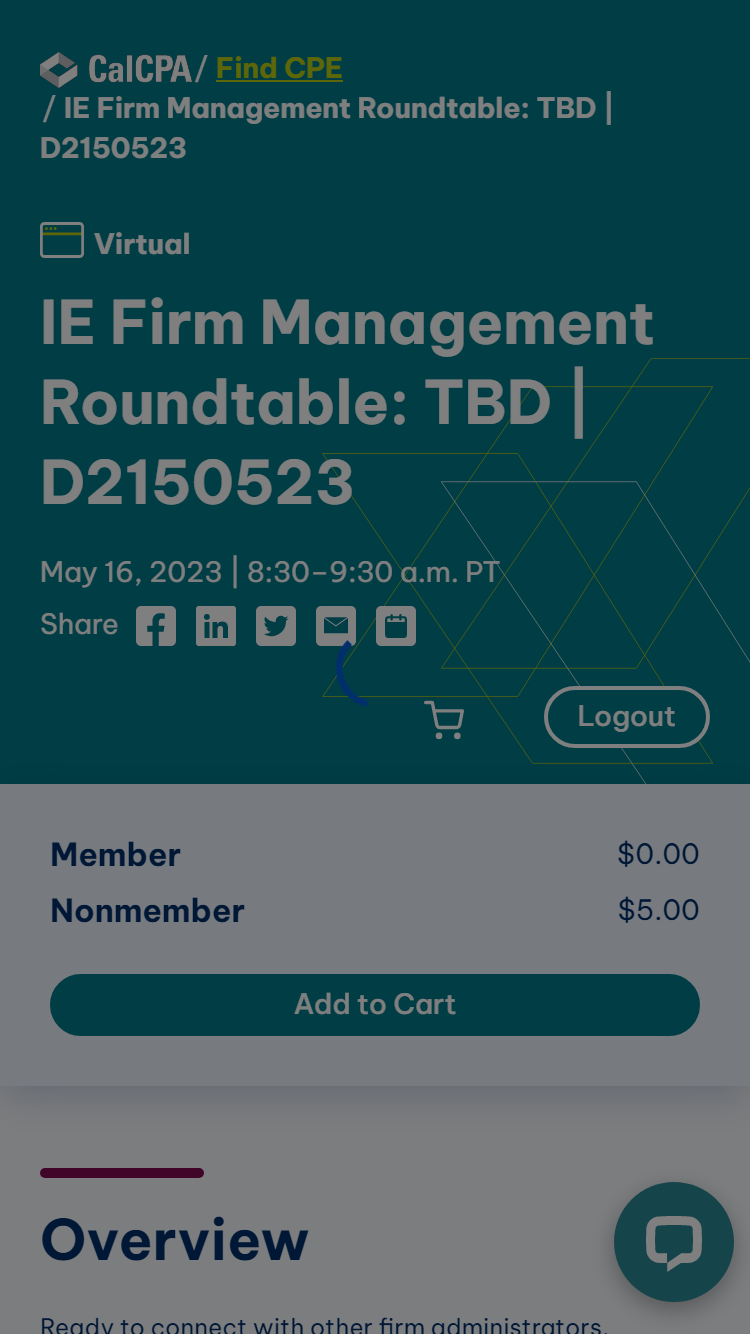 CalCPA / Find CPE
/ IE Firm Management Roundtable: TBD |
D2150523
Virtual
IE Firm Management
Roundtable: TBD |
D2150523
May 16, 2023 | 8:30–9:30 a.m. PT
Share
Logout
Member $0.00
Nonmember $5.00
Add to Cart
Overview
Ready to connect with other firm administrators,